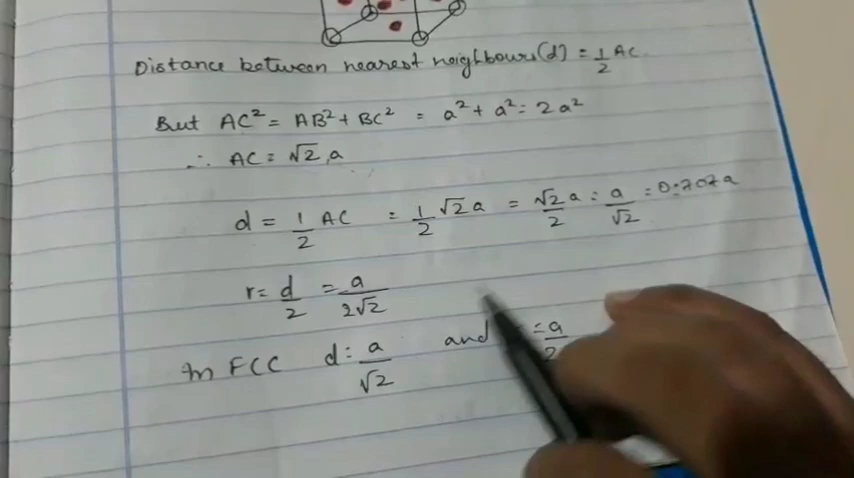 Distance between nearest neighbours(d) = 1/2 AC
But AC² = AB² + BC² = a² + a² = 2a²
∴ AC = √2 a
d = 1/2 AC = 1/2 √2 a = √2/2 a = a/√2 = 0.707a
r = d/2 = a/2√2
In FCC d = a/√2 and = a/2